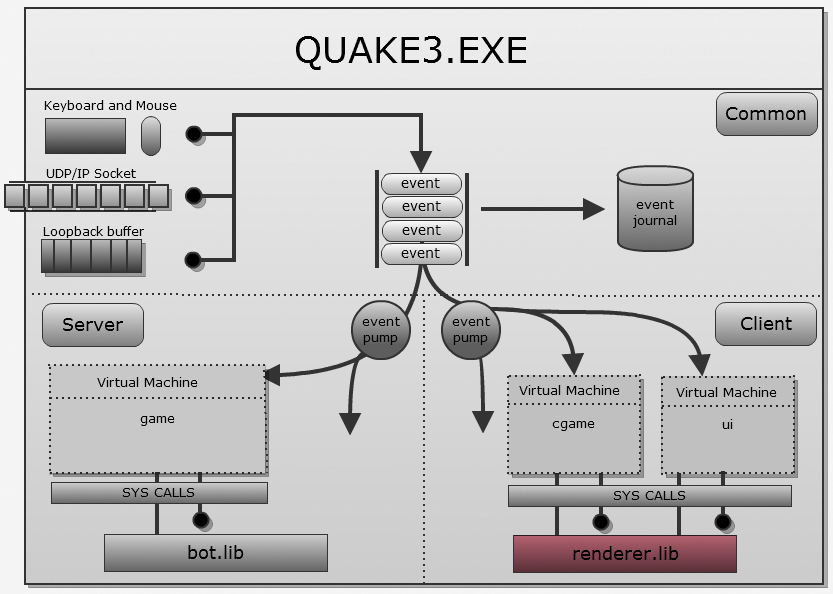 QUAKE3.EXE
Keyboard and Mouse
Common
UDP/IP Socket
Loopback buffer
event
event
event
event
event
journal
Server
event
pump
event
pump
Client
Virtual Machine
game
Virtual Machine
cgame
Virtual Machine
ui
SYS CALLS
SYS CALLS
bot.lib
renderer.lib